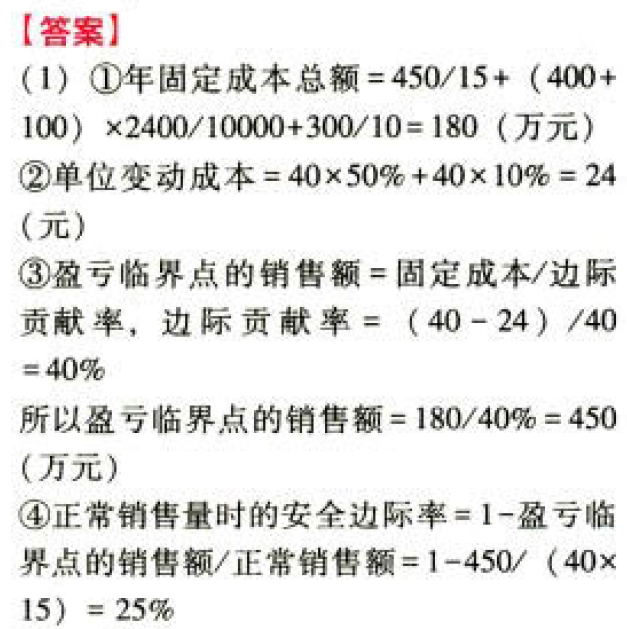 【答案】
（1）①年固定成本总额=450/15+（400+
100）×2400/10000+300/10=180（万元）
②单位变动成本=40×50%+40×10%=24
（元）
③盈亏临界点的销售额=固定成本/边际
贡献率，边际贡献率=（40-24）/40
=40%
所以盈亏临界点的销售额=180/40%=450
（万元）
④正常销售量时的安全边际率=1-盈亏临
界点的销售额/正常销售额=1-450/（40×
15）=25%